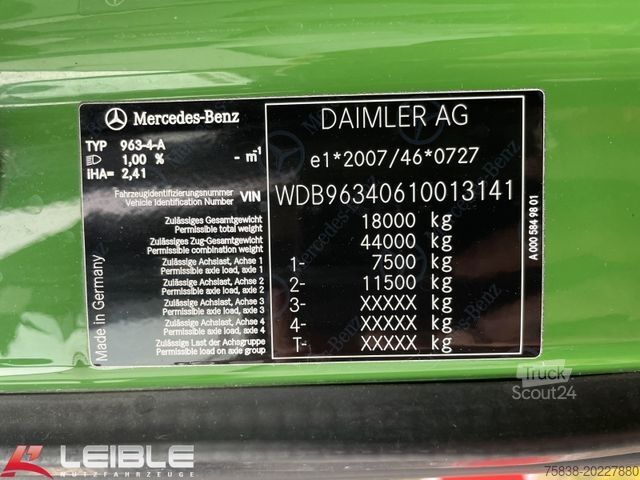 Mercedes-Benz
DAIMLER AG
TYP 963-4-A
1,00 % - m⁻¹
IHA= 2,41
e1*2007/46*0727
Fahrzeugidentifizierungsnummer
Vehicle Identification Number VIN
WDB96340610013141
Zulässiges Gesamtgewicht
Permissible total weight
18000 kg
Zulässiges Zug-Gesamtgewicht
Permissible combination weight
44000 kg
Zulässige Achslast, Achse 1
Permissible axle load, axle 1
1- 7500 kg
Zulässige Achslast, Achse 2
Permissible axle load, axle 2
2- 11500 kg
Zulässige Achslast, Achse 3
Permissible axle load, axle 3
3- XXXXX kg
Zulässige Achslast, Achse 4
Permissible axle load, axle 4
4- XXXXX kg
Zulässige Last der Achsgruppe
Permissible load on axle group
T- XXXXX kg
Made in Germany
A 000 584 98 01
Mercedes-Benz
Truck
Scout24
LEIBLE
NUTZFAHRZEUGE
75838-20227880